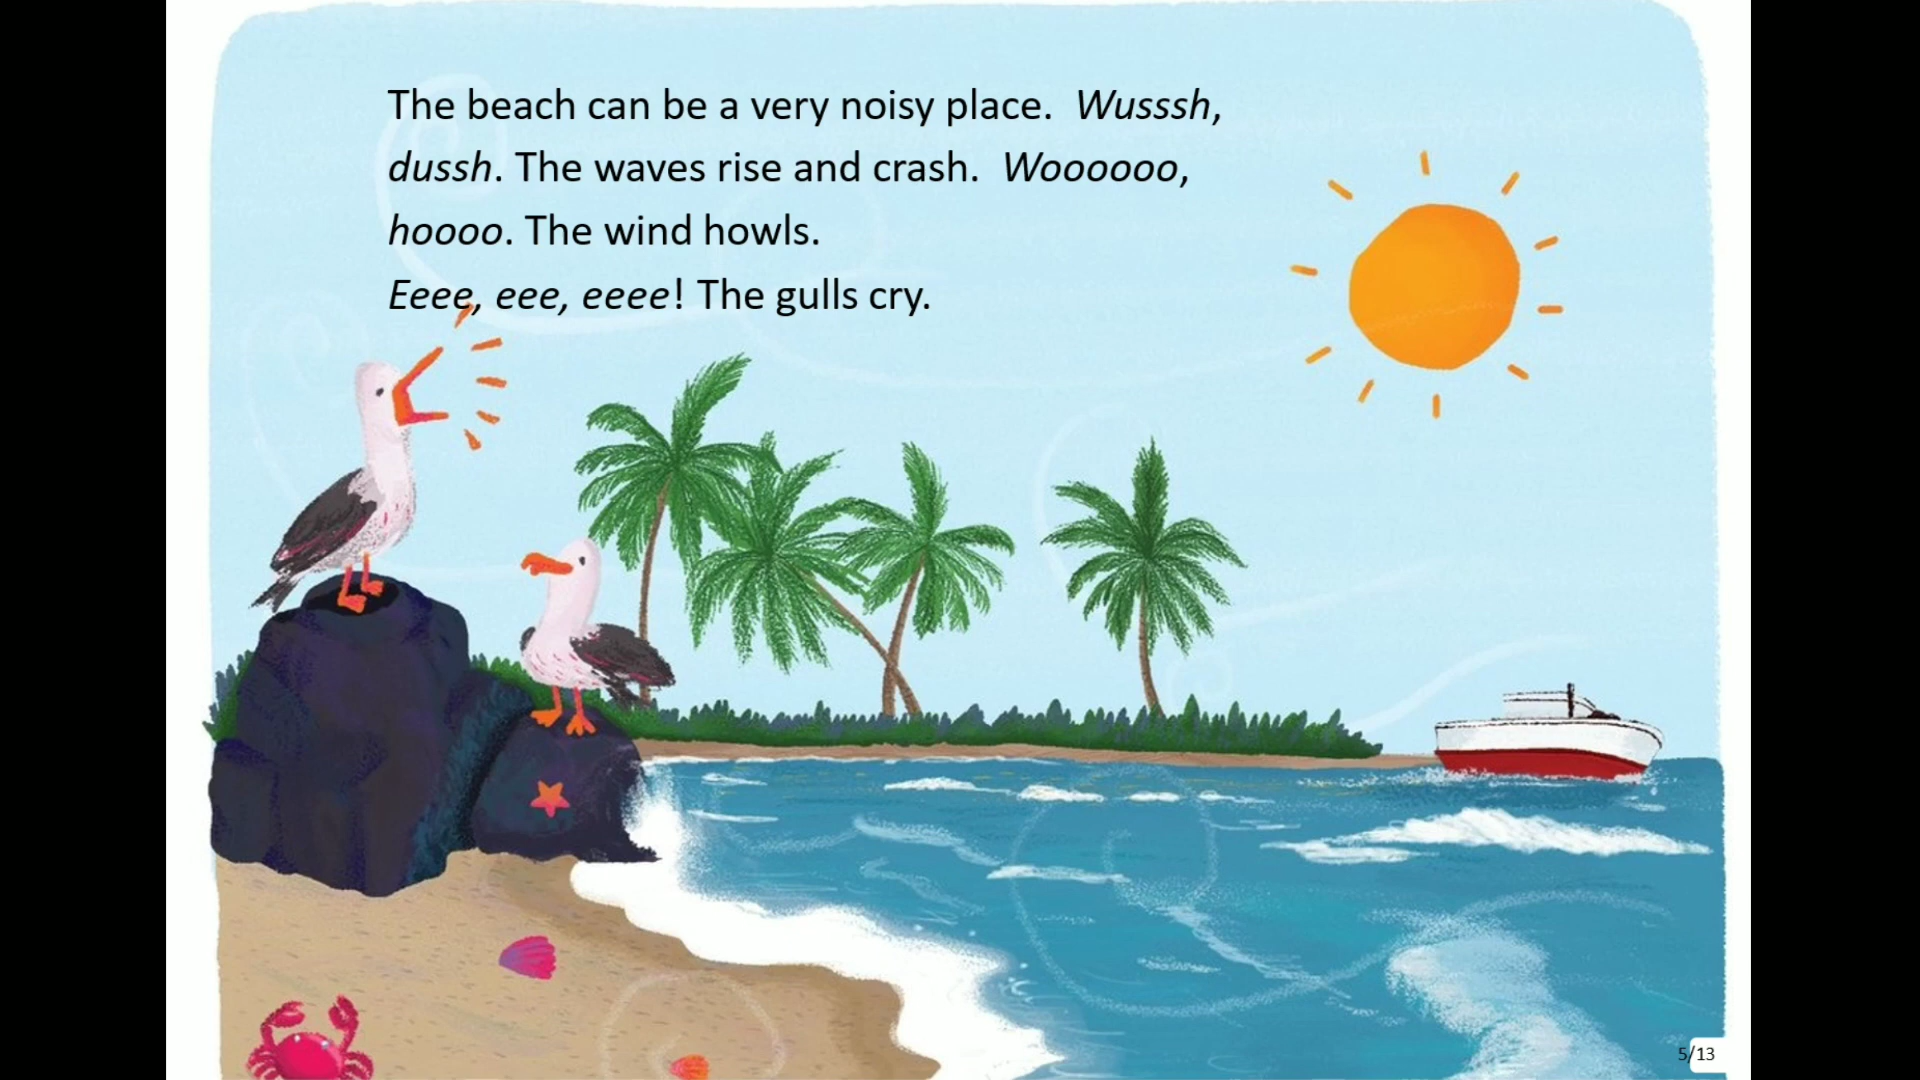 The beach can be a very noisy place. Wusssh,
dussh. The waves rise and crash. Woooooo,
hoooo. The wind howls.
Eeee, eee, eeee! The gulls cry.
5/13